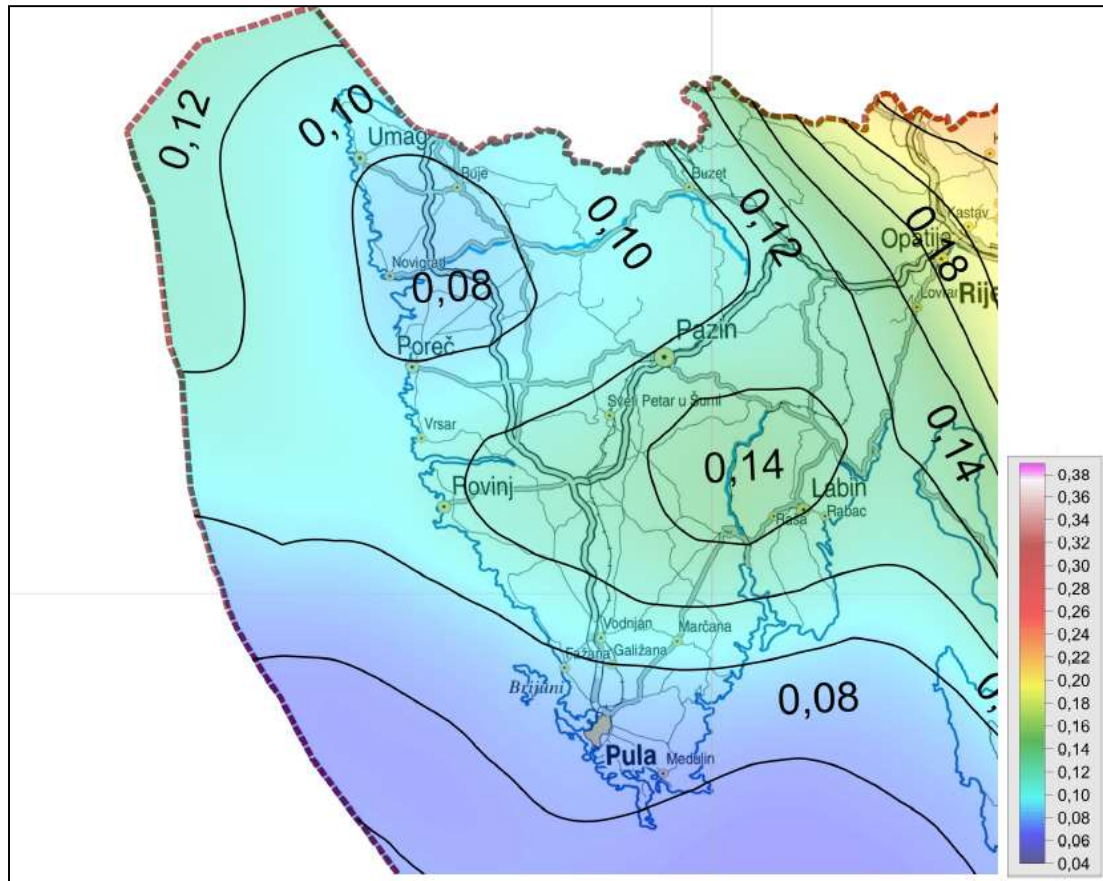 0,12
0,10
Umag
Buje
Buzet
0,10
0,12
Kastav
Opatija
0,18
Novigrad
0,08
Lovran
Rije
Poreč
Pazin
Sveti Petar u Šumi
Vrsar
0,14
0,14
Rovinj
Labin
Raša
Rabac
Vodnjan
Marčana
Fažana
Galižana
Brijuni
0,08
0,
Pula
Medulin
0,38
0,36
0,34
0,32
0,30
0,28
0,26
0,24
0,22
0,20
0,18
0,16
0,14
0,12
0,10
0,08
0,06
0,04